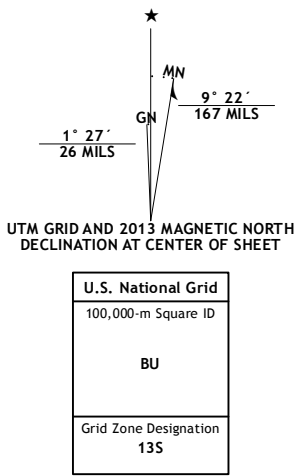 ★
MN
GN
9° 22´
167 MILS
1° 27´
26 MILS
UTM GRID AND 2013 MAGNETIC NORTH
DECLINATION AT CENTER OF SHEET
U.S. National Grid
100,000-m Square ID
BU
Grid Zone Designation
13S